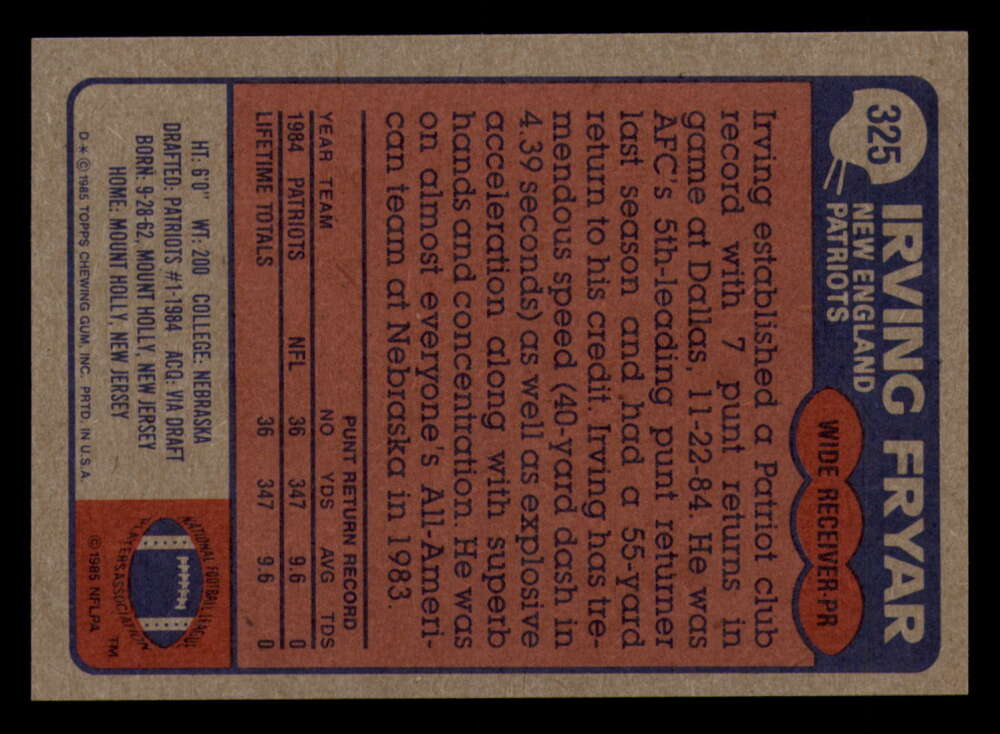 325
IRVING FRYAR
NEW ENGLAND
PATRIOTS
WIDE RECEIVER-PR
Irving established a Patriot club
record with 7 punt returns in
game at Dallas, 11-22-84. He was
AFC's 5th-leading punt returner
last season and had a 55-yard
return to his credit. Irving has tre-
mendous speed (40-yard dash in
4.39 seconds) as well as explosive
acceleration along with superb
hands and concentration. He was
on almost everyone's All-Ameri-
can team at Nebraska in 1983.
PUNT RETURN RECORD
YEAR TEAM NO YDS AVG TDS
1984 PATRIOTS NFL 36 347 9.6 0
LIFETIME TOTALS 36 347 9.6 0
HT: 6'0" WT: 200 COLLEGE: NEBRASKA
DRAFTED: PATRIOTS #1-1984 ACQ: VIA DRAFT
BORN: 9-28-62, MOUNT HOLLY, NEW JERSEY
HOME: MOUNT HOLLY, NEW JERSEY
D* © 1985 TOPPS CHEWING GUM, INC. PRTD. IN U.S.A.
NATIONAL FOOTBALL LEAGUE
PLAYERS ASSOCIATION
TM
© 1985 NFLPA